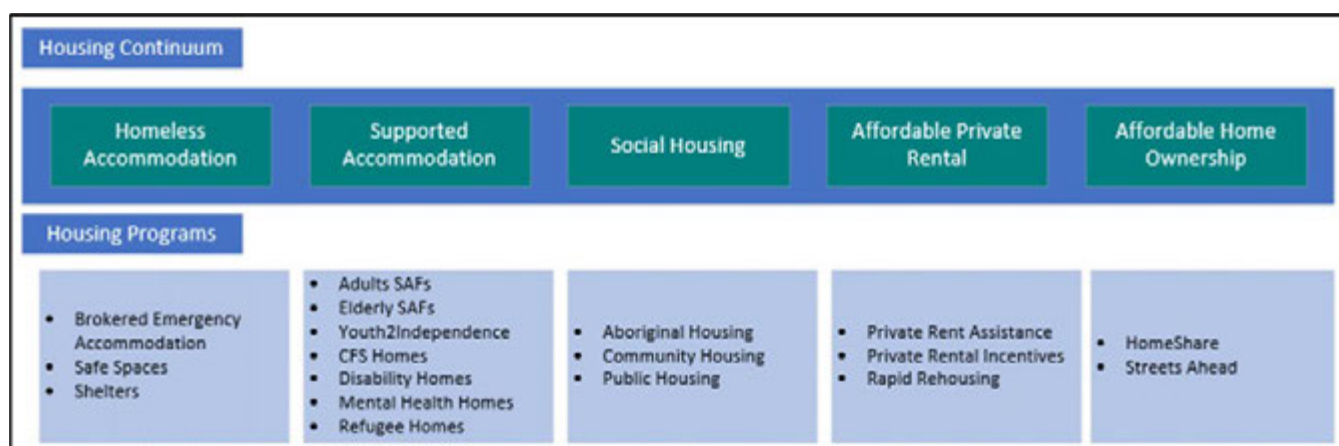 Housing Continuum
Homeless
Accommodation
Supported
Accommodation
Social Housing
Affordable Private
Rental
Affordable Home
Ownership
Housing Programs
• Brokered Emergency
Accommodation
• Safe Spaces
• Shelters
• Adults SAFs
• Elderly SAFs
• Youth2Independence
• CFS Homes
• Disability Homes
• Mental Health Homes
• Refugee Homes
• Aboriginal Housing
• Community Housing
• Public Housing
• Private Rent Assistance
• Private Rental Incentives
• Rapid Rehousing
• HomeShare
• Streets Ahead